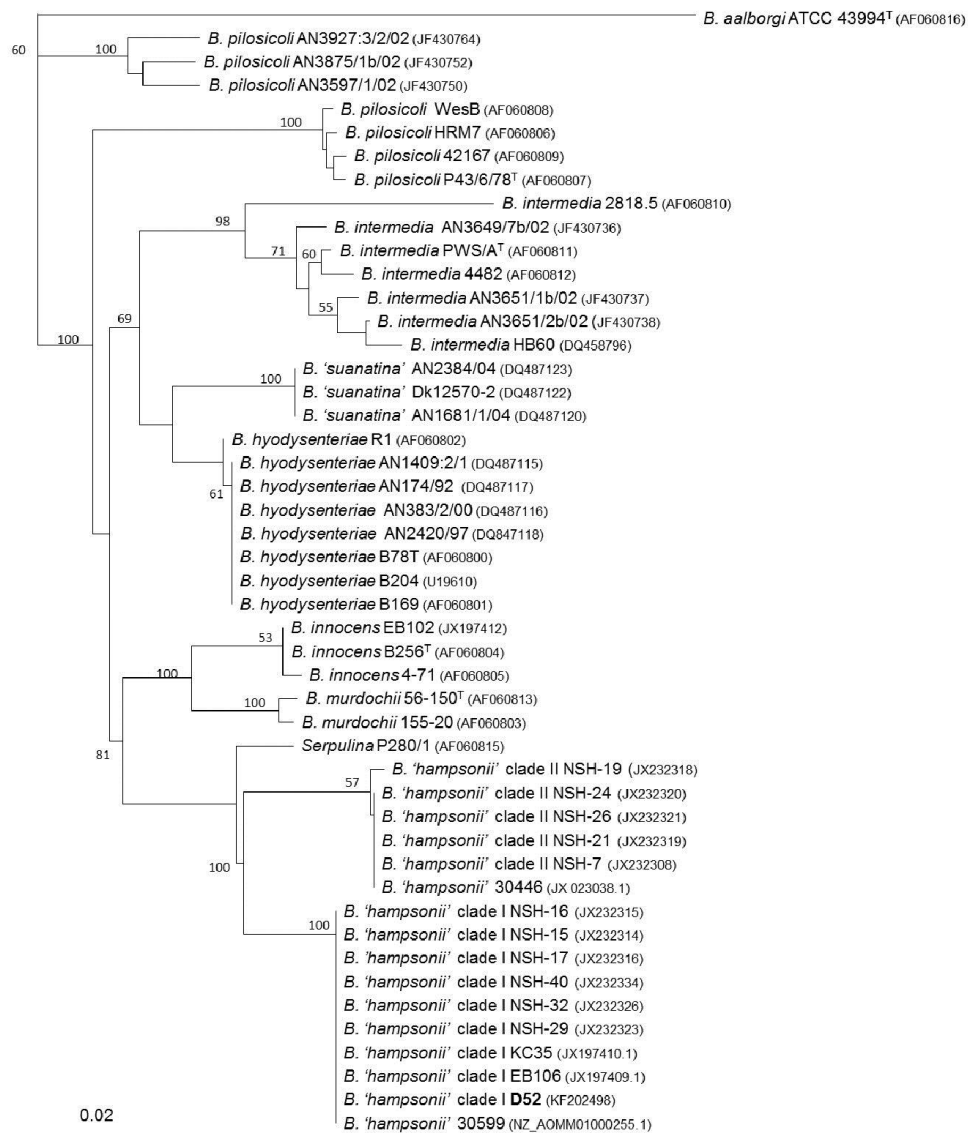 B. aalborgi ATCC 43994ᵀ (AF060816)
60
100
B. pilosicoli AN3927:3/2/02 (JF430764)
B. pilosicoli AN3875/1b/02 (JF430752)
B. pilosicoli AN3597/1/02 (JF430750)
B. pilosicoli WesB (AF060808)
100
B. pilosicoli HRM7 (AF060806)
B. pilosicoli 42167 (AF060809)
B. pilosicoli P43/6/78ᵀ (AF060807)
B. intermedia 2818.5 (AF060810)
98
B. intermedia AN3649/7b/02 (JF430736)
71
60
B. intermedia PWS/Aᵀ (AF060811)
B. intermedia 4482 (AF060812)
B. intermedia AN3651/1b/02 (JF430737)
55
69
B. intermedia AN3651/2b/02 (JF430738)
100
B. intermedia HB60 (DQ458796)
B. 'suanatina' AN2384/04 (DQ487123)
100
B. 'suanatina' Dk12570-2 (DQ487122)
B. 'suanatina' AN1681/1/04 (DQ487120)
B. hyodysenteriae R1 (AF060802)
B. hyodysenteriae AN1409:2/1 (DQ487115)
B. hyodysenteriae AN174/92 (DQ487117)
61
B. hyodysenteriae AN383/2/00 (DQ487116)
B. hyodysenteriae AN2420/97 (DQ847118)
B. hyodysenteriae B78T (AF060800)
B. hyodysenteriae B204 (U19610)
B. hyodysenteriae B169 (AF060801)
B. innocens EB102 (JX197412)
53
B. innocens B256ᵀ (AF060804)
100
B. innocens 4-71 (AF060805)
B. murdochii 56-150ᵀ (AF060813)
100
B. murdochii 155-20 (AF060803)
Serpulina P280/1 (AF060815)
81
B. 'hampsonii' clade II NSH-19 (JX232318)
57
B. 'hampsonii' clade II NSH-24 (JX232320)
B. 'hampsonii' clade II NSH-26 (JX232321)
B. 'hampsonii' clade II NSH-21 (JX232319)
B. 'hampsonii' clade II NSH-7 (JX232308)
100
B. 'hampsonii' 30446 (JX 023038.1)
B. 'hampsonii' clade I NSH-16 (JX232315)
100
B. 'hampsonii' clade I NSH-15 (JX232314)
B. 'hampsonii' clade I NSH-17 (JX232316)
B. 'hampsonii' clade I NSH-40 (JX232334)
B. 'hampsonii' clade I NSH-32 (JX232326)
B. 'hampsonii' clade I NSH-29 (JX232323)
B. 'hampsonii' clade I KC35 (JX197410.1)
B. 'hampsonii' clade I EB106 (JX197409.1)
B. 'hampsonii' clade I D52 (KF202498)
0.02
B. 'hampsonii' 30599 (NZ_AOMM01000255.1)